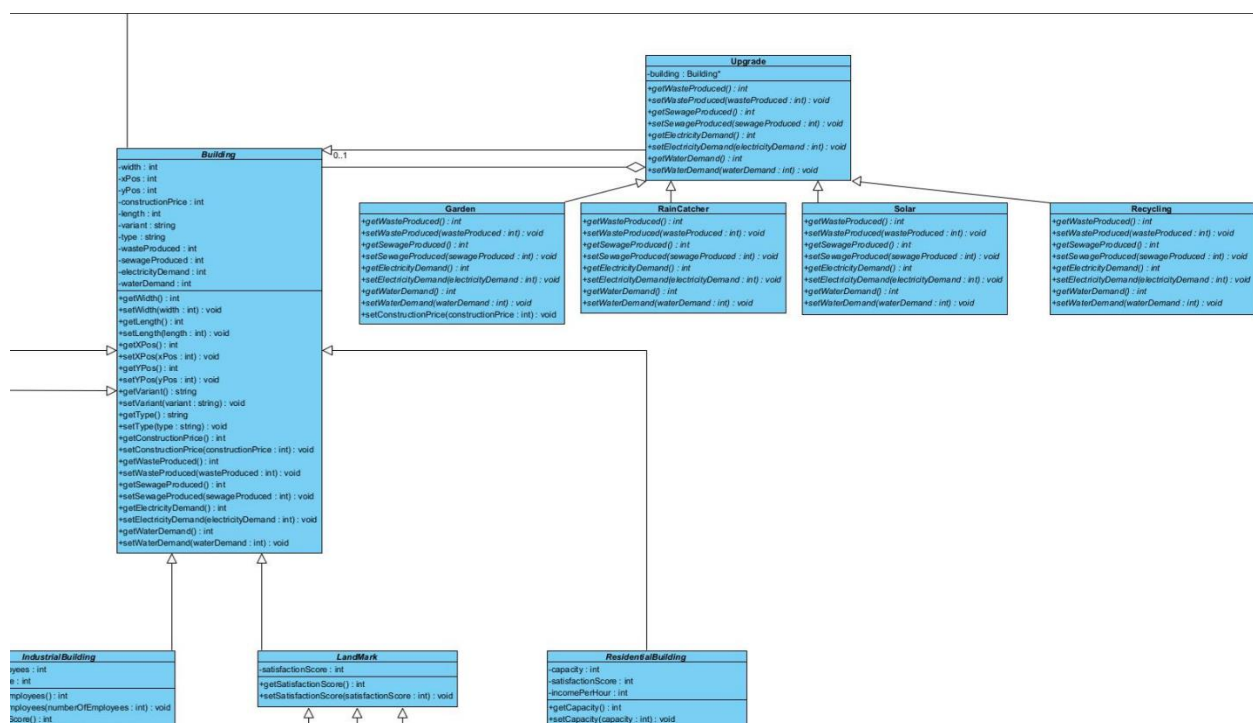 Upgrade
-building : Building*
+getWasteProduced() : int
+setWasteProduced(wasteProduced : int) : void
+getSewageProduced() : int
+setSewageProduced(sewageProduced : int) : void
+getElectricityDemand() : int
+setElectricityDemand(electricityDemand : int) : void
+getWaterDemand() : int
+setWaterDemand(waterDemand : int) : void
0..1
Building
-width : int
-xPos : int
-yPos : int
-constructionPrice : int
-length : int
-variant : string
-type : string
-wasteProduced : int
-sewageProduced : int
-electricityDemand : int
-waterDemand : int
+getWidth() : int
+setWidth(width : int) : void
+getLength() : int
+setLength(length : int) : void
+getXPos() : int
+setXPos(xPos : int) : void
+getYPos() : int
+setYPos(yPos : int) : void
+getVariant() : string
+setVariant(variant : string) : void
+getType() : string
+setType(type : string) : void
+getConstructionPrice() : int
+setConstructionPrice(constructionPrice : int) : void
+getWasteProduced() : int
+setWasteProduced(wasteProduced : int) : void
+getSewageProduced() : int
+setSewageProduced(sewageProduced : int) : void
+getElectricityDemand() : int
+setElectricityDemand(electricityDemand : int) : void
+getWaterDemand() : int
+setWaterDemand(waterDemand : int) : void
Garden
+getWasteProduced() : int
+setWasteProduced(wasteProduced : int) : void
+getSewageProduced() : int
+setSewageProduced(sewageProduced : int) : void
+getElectricityDemand() : int
+setElectricityDemand(electricityDemand : int) : void
+getWaterDemand() : int
+setWaterDemand(waterDemand : int) : void
+setConstructionPrice(constructionPrice : int) : void
RainCatcher
+getWasteProduced() : int
+setWasteProduced(wasteProduced : int) : void
+getSewageProduced() : int
+setSewageProduced(sewageProduced : int) : void
+getElectricityDemand() : int
+setElectricityDemand(electricityDemand : int) : void
+getWaterDemand() : int
+setWaterDemand(waterDemand : int) : void
Solar
+getWasteProduced() : int
+setWasteProduced(wasteProduced : int) : void
+getSewageProduced() : int
+setSewageProduced(sewageProduced : int) : void
+getElectricityDemand() : int
+setElectricityDemand(electricityDemand : int) : void
+getWaterDemand() : int
+setWaterDemand(waterDemand : int) : void
Recycling
+getWasteProduced() : int
+setWasteProduced(wasteProduced : int) : void
+getSewageProduced() : int
+setSewageProduced(sewageProduced : int) : void
+getElectricityDemand() : int
+setElectricityDemand(electricityDemand : int) : void
+getWaterDemand() : int
+setWaterDemand(waterDemand : int) : void
IndustrialBuilding
yees : int
e : int
mployees() : int
mployees(numberOfEmployees : int) : void
Score() : int
LandMark
-satisfactionScore : int
+getSatisfactionScore() : int
+setSatisfactionScore(satisfactionScore : int) : void
ResidentialBuilding
-capacity : int
-satisfactionScore : int
-incomePerHour : int
+getCapacity() : int
+setCapacity(capacity : int) : void